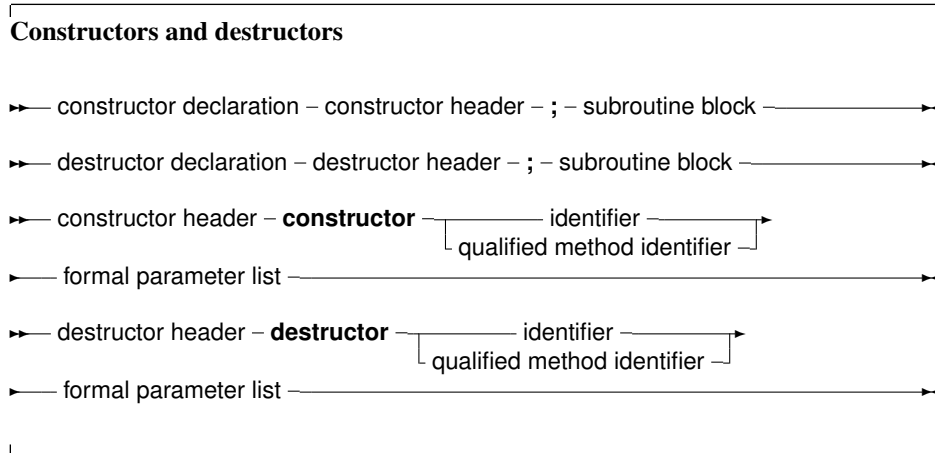 Constructors and destructors
constructor declaration – constructor header – ; – subroutine block
destructor declaration – destructor header – ; – subroutine block
constructor header – constructor – identifier
qualified method identifier
formal parameter list
destructor header – destructor – identifier
qualified method identifier
formal parameter list